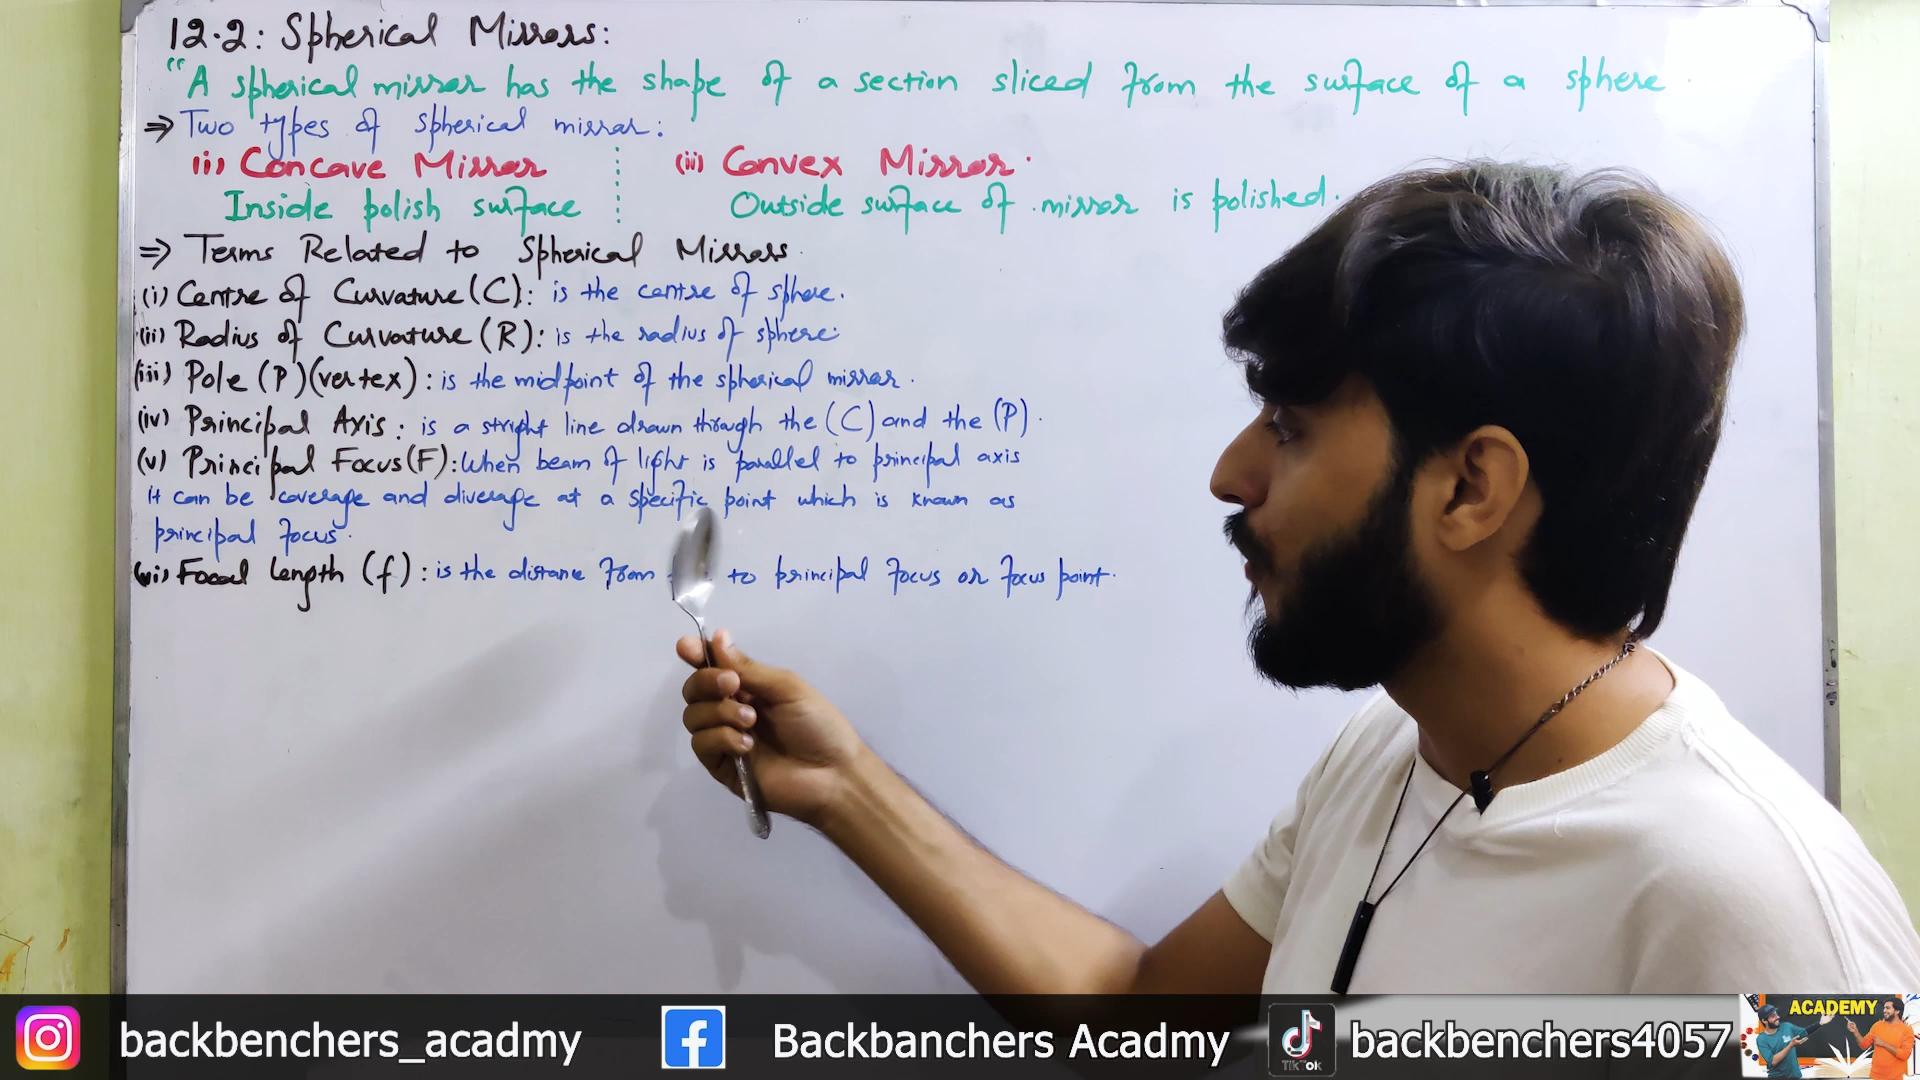 12.2: Spherical Mirrors:
"A spherical mirror has the shape of a section sliced from the surface of a sphere.
⇒ Two types of spherical mirror:
(i) Concave Mirror (ii) Convex Mirror.
Inside polish surface Outside surface of mirror is polished.
⇒ Terms Related to Spherical Mirrors.
(i) Centre of Curvature (C): is the centre of sphere.
(ii) Radius of Curvature (R): is the radius of sphere.
(iii) Pole (P)(vertex): is the midpoint of the spherical mirror.
(iv) Principal Axis: is a stright line drawn through the (C) and the (P).
(v) Principal Focus(F): When beam of light is parallel to principal axis
it can be coverage and diverage at a specific point which is known as
principal focus.
(vi) Focal length (f): is the distance from to principal focus or focus point.
backbenchers_acadmy Backbanchers Acadmy TikTok backbenchers4057 ACADEMY